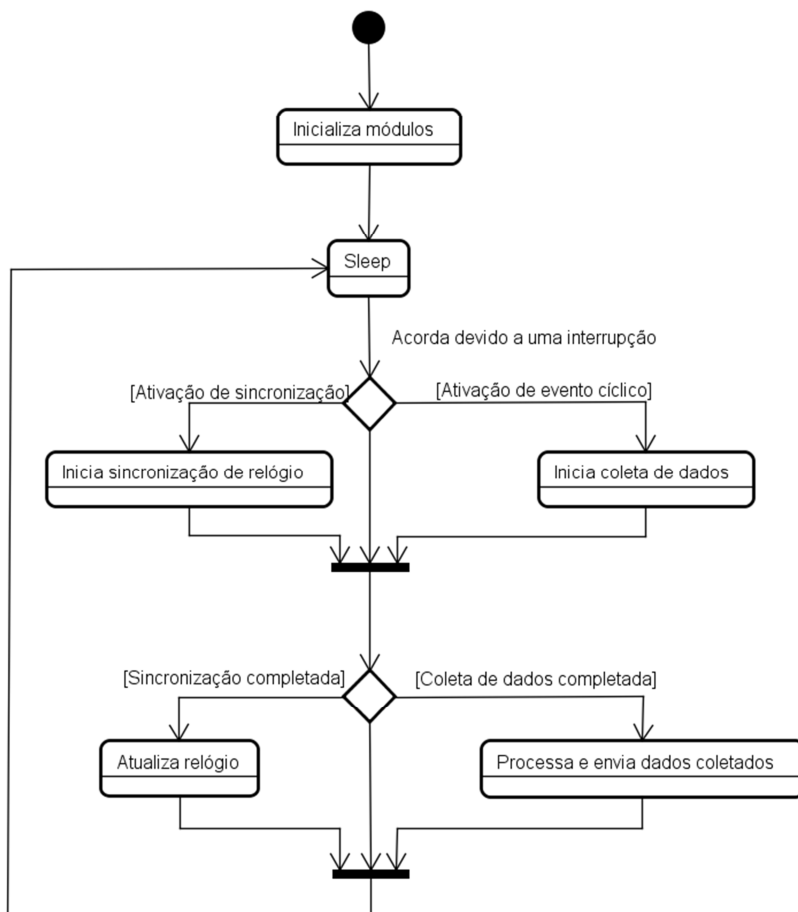 Inicializa módulos
Sleep
Acorda devido a uma interrupção
[Ativação de sincronização]
[Ativação de evento cíclico]
Inicia sincronização de relógio
Inicia coleta de dados
[Sincronização completada]
[Coleta de dados completada]
Atualiza relógio
Processa e envia dados coletados